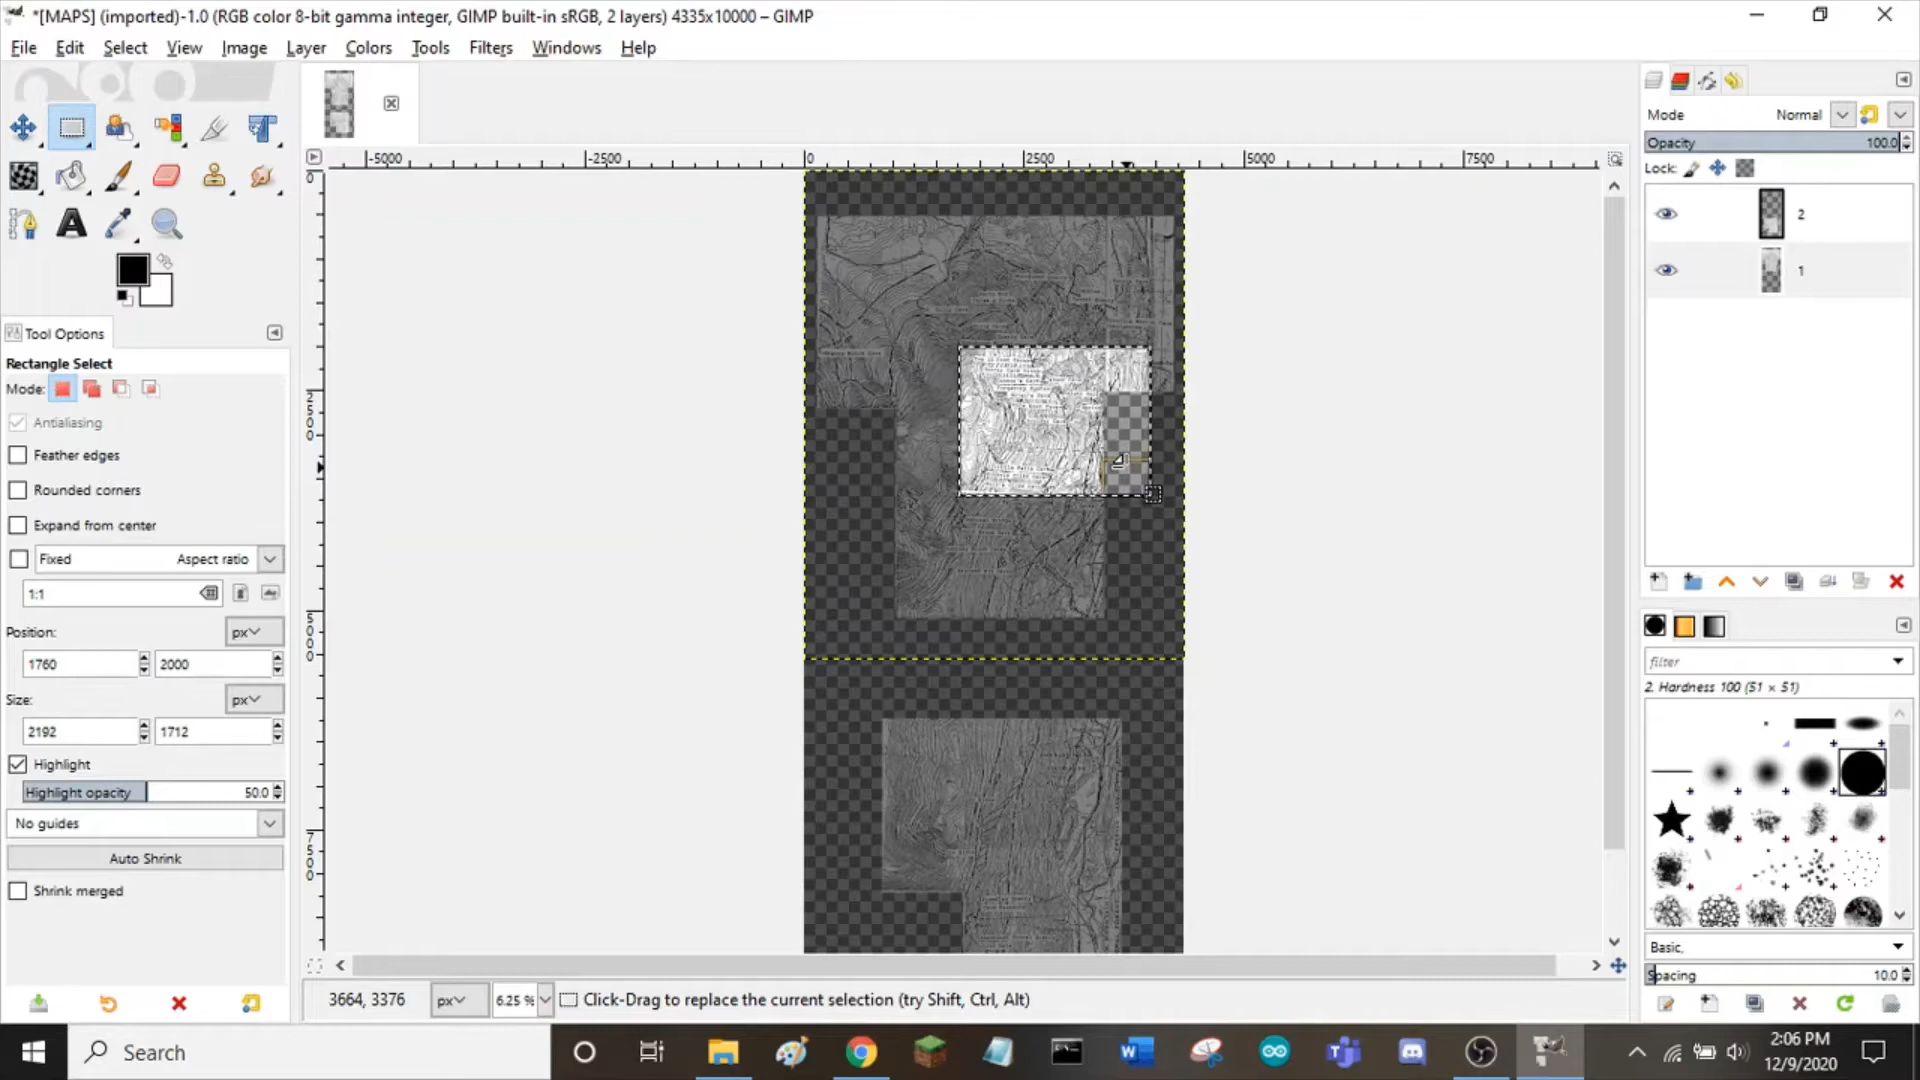 *[MAPS] (imported)-1.0 (RGB color 8-bit gamma integer, GIMP built-in sRGB, 2 layers) 4335x10000 – GIMP
File Edit Select View Image Layer Colors Tools Filters Windows Help
Mode Normal
Opacity 100.0
Lock:
2
1
-5000 -2500 0 2500 5000 7500
0
2500
5000
7500
Tool Options
Rectangle Select
Mode:
Antialiasing
Feather edges
Rounded corners
Expand from center
Fixed Aspect ratio
1:1
Position: px
1760 2000
Size: px
2192 1712
Highlight
Highlight opacity 50.0
No guides
Auto Shrink
Shrink merged
filter
2. Hardness 100 (51 × 51)
Basic,
Spacing 10.0
3664, 3376 px 6.25 % Click-Drag to replace the current selection (try Shift, Ctrl, Alt)
Search
2:06 PM
12/9/2020